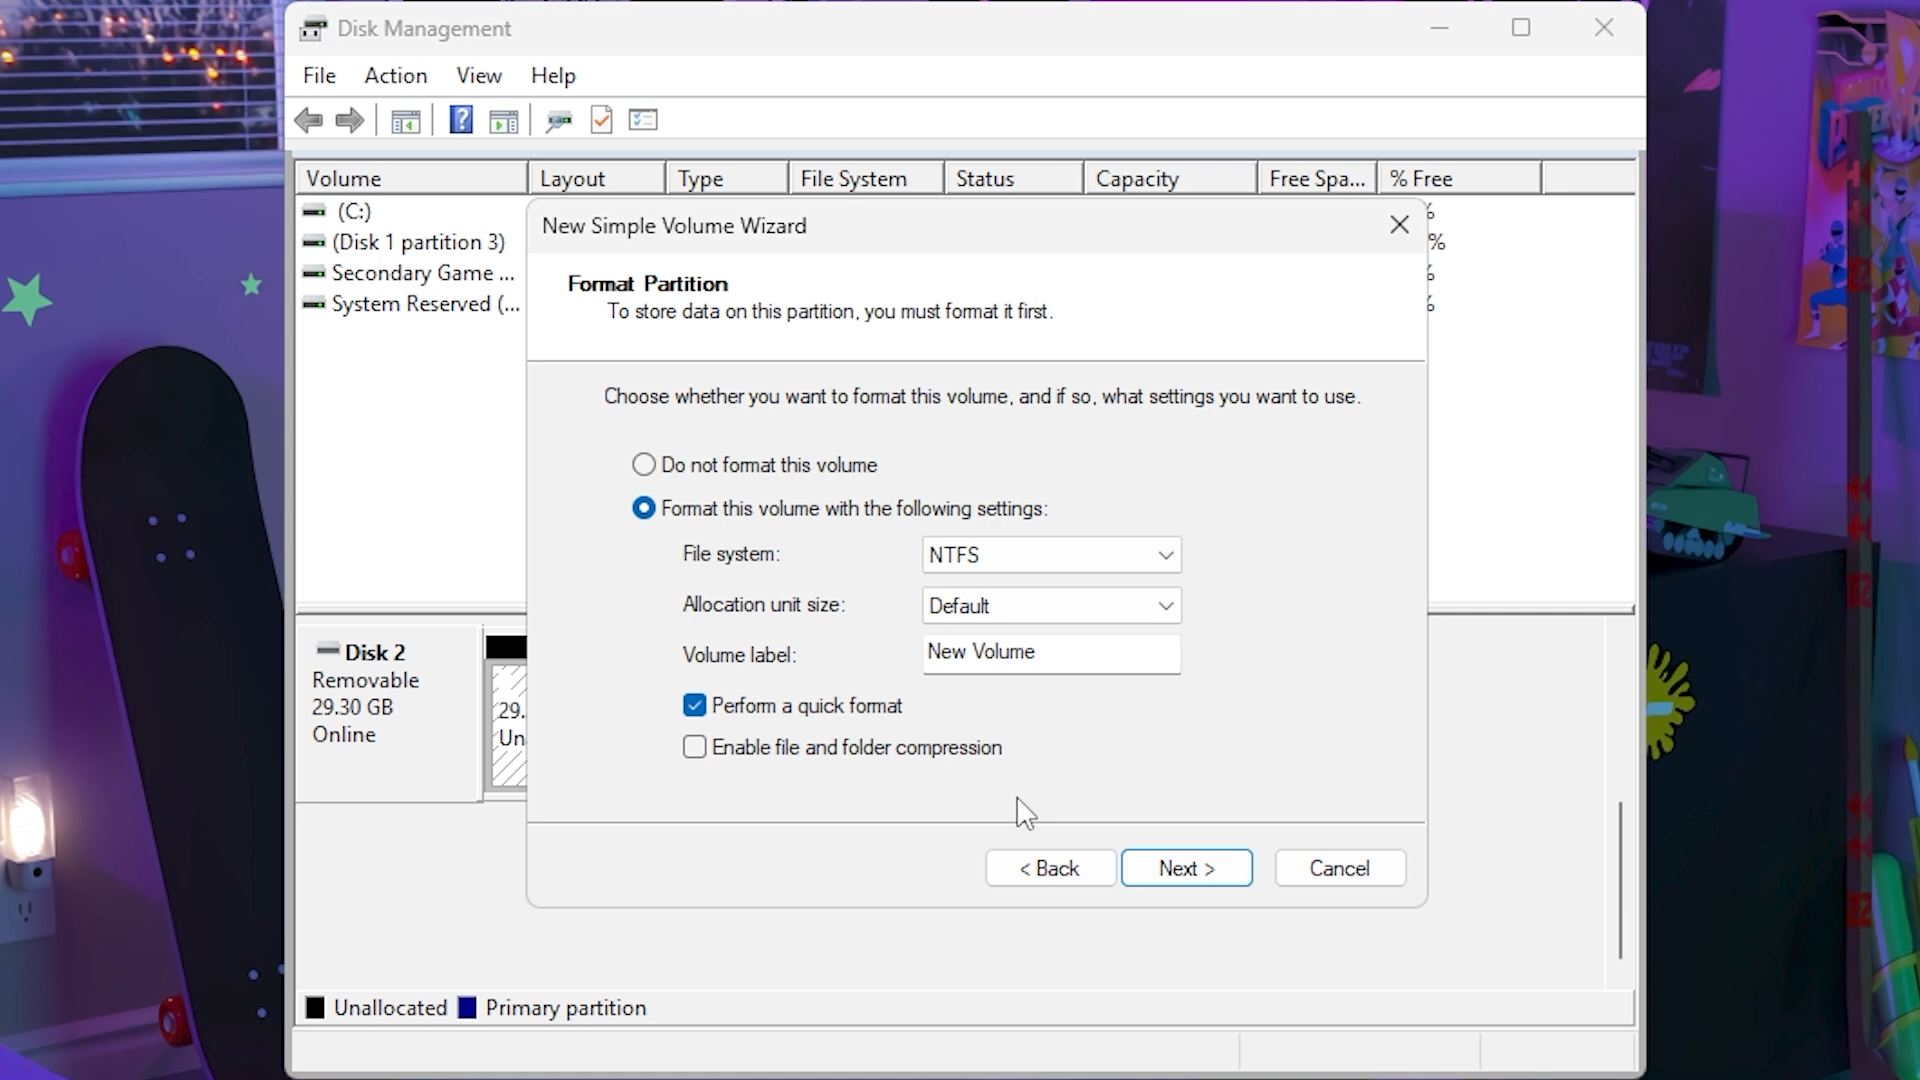 Disk Management
File Action View Help
Volume Layout Type File System Status Capacity Free Spa... % Free
(C:)
(Disk 1 partition 3)
Secondary Game ...
System Reserved (...
%
%
%
%
New Simple Volume Wizard
Format Partition
To store data on this partition, you must format it first.
Choose whether you want to format this volume, and if so, what settings you want to use.
Do not format this volume
Format this volume with the following settings:
File system: NTFS
Allocation unit size: Default
Volume label: New Volume
Perform a quick format
Enable file and folder compression
< Back Next > Cancel
Disk 2
Removable
29.30 GB
Online
29.
Un
Unallocated Primary partition